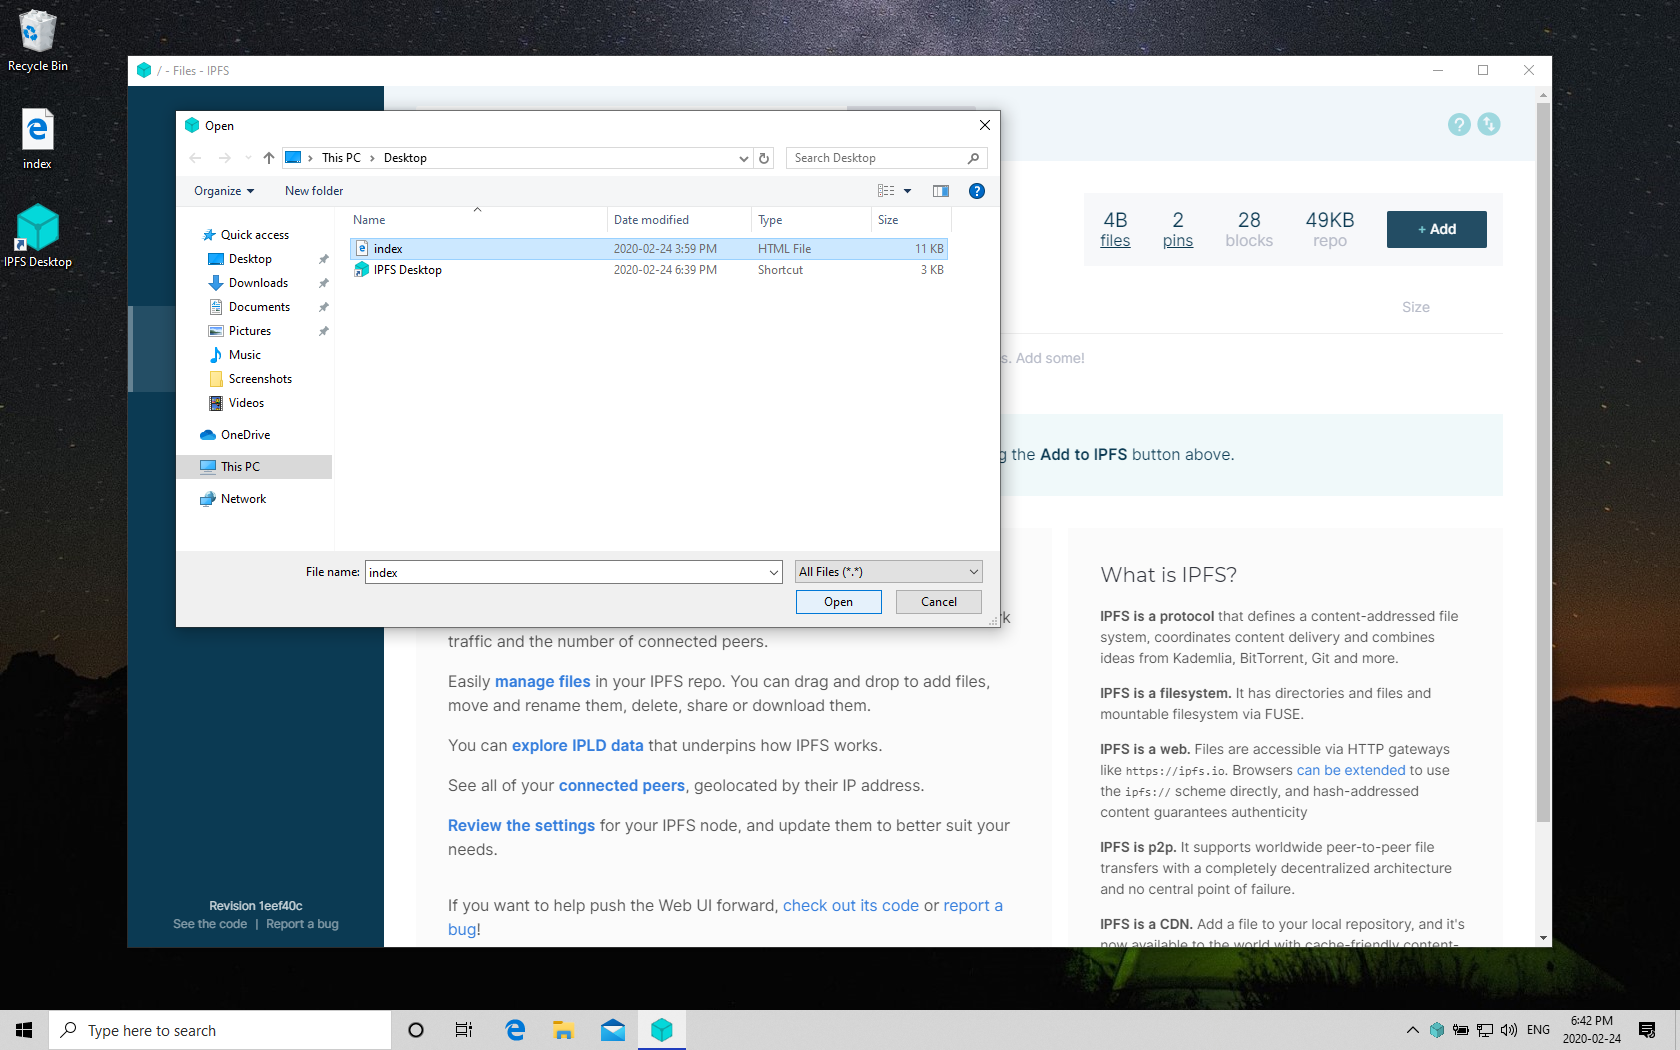 Recycle Bin
index
IPFS Desktop
/ - Files - IPFS
Open
This PC
Desktop
Search Desktop
Organize
New folder
Name
Date modified
Type
Size
index
2020-02-24 3:59 PM
HTML File
11 KB
IPFS Desktop
2020-02-24 6:39 PM
Shortcut
3 KB
Quick access
Desktop
Downloads
Documents
Pictures
Music
Screenshots
Videos
OneDrive
This PC
Network
File name:
index
All Files (*.*)
Open
Cancel
4B
files
2
pins
28
blocks
49KB
repo
+ Add
Size
s. Add some!
g the Add to IPFS button above.
traffic and the number of connected peers.
Easily manage files in your IPFS repo. You can drag and drop to add files,
move and rename them, delete, share or download them.
You can explore IPLD data that underpins how IPFS works.
See all of your connected peers, geolocated by their IP address.
Review the settings for your IPFS node, and update them to better suit your
needs.
If you want to help push the Web UI forward, check out its code or report a
bug!
What is IPFS?
IPFS is a protocol that defines a content-addressed file
system, coordinates content delivery and combines
ideas from Kademlia, BitTorrent, Git and more.
IPFS is a filesystem. It has directories and files and
mountable filesystem via FUSE.
IPFS is a web. Files are accessible via HTTP gateways
like https://ipfs.io. Browsers can be extended to use
the ipfs:// scheme directly, and hash-addressed
content guarantees authenticity
IPFS is p2p. It supports worldwide peer-to-peer file
transfers with a completely decentralized architecture
and no central point of failure.
IPFS is a CDN. Add a file to your local repository, and it's
now available to the world with cache-friendly content-
Revision 1eef40c
See the code | Report a bug
Type here to search
ENG
6:42 PM
2020-02-24